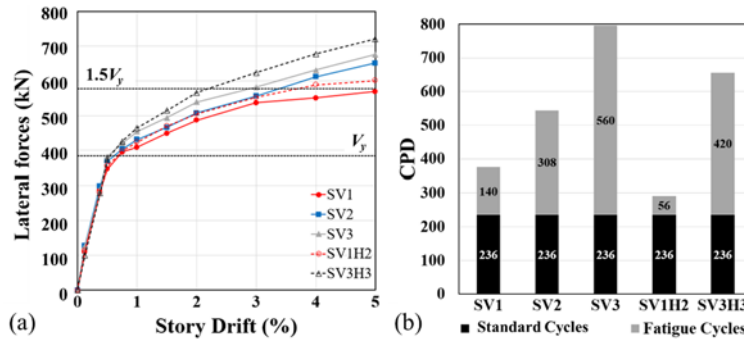 800
700
600
500
400
300
200
100
0
Lateral forces (kN)
1.5Vy
Vy
SV1
SV2
SV3
SV1H2
SV3H3
0 1 2 3 4 5
(a) Story Drift (%)
800
700
600
500
400
300
200
100
0
CPD
140 308 560 56 420
236 236 236 236 236
SV1 SV2 SV3 SV1H2 SV3H3
(b) Standard Cycles Fatigue Cycles